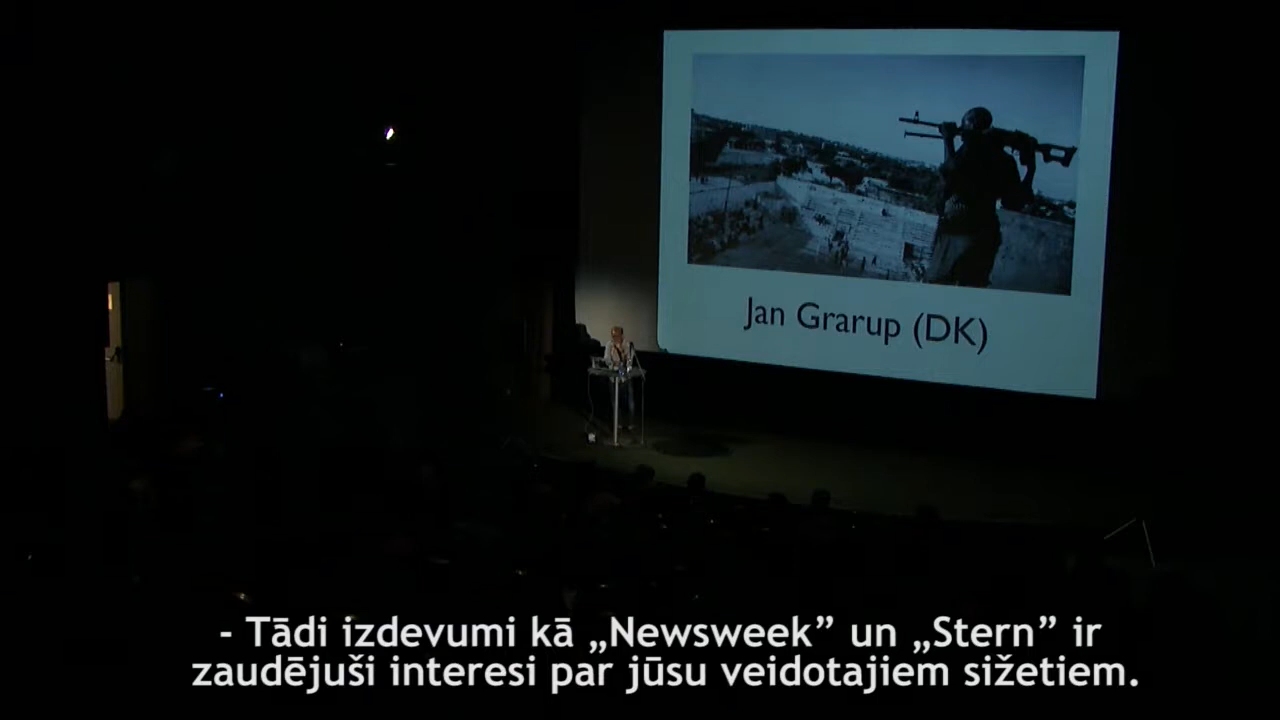 Jan Grarup (DK)
- Tādi izdevumi kā „Newsweek” un „Stern” ir
zaudējuši interesi par jūsu veidotajiem sižetiem.